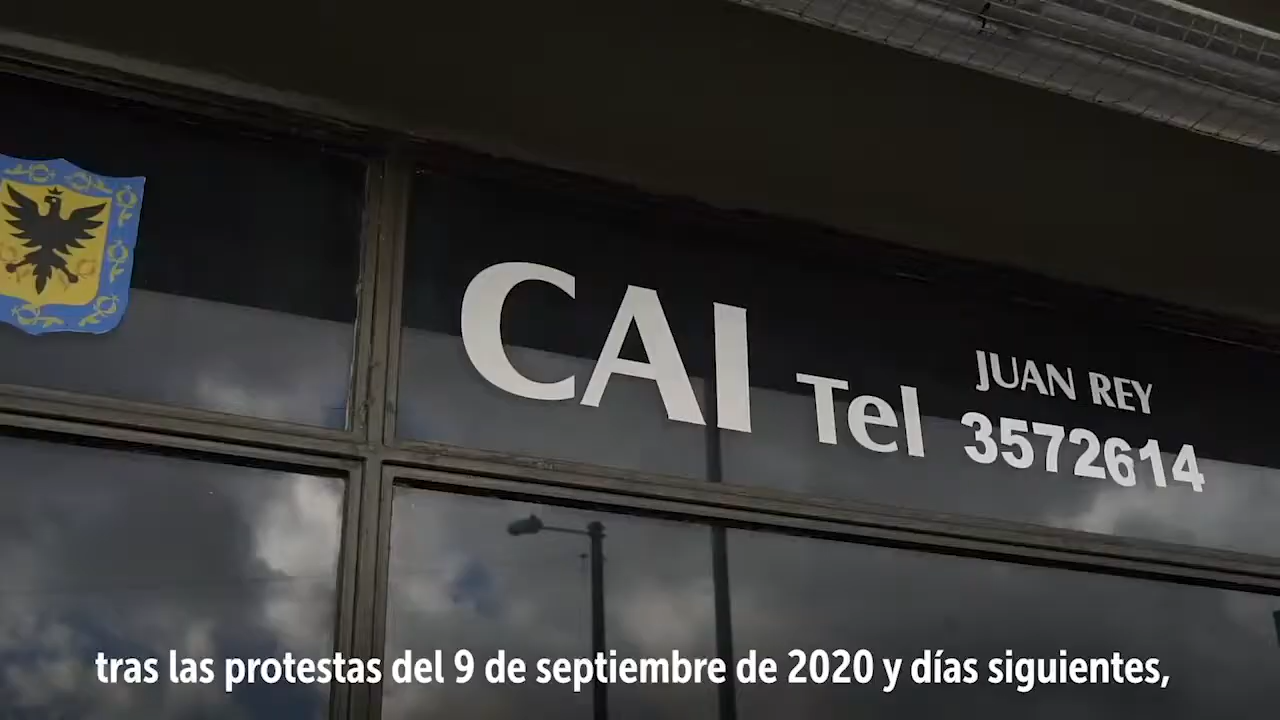 CAI Tel
JUAN REY
3572614
tras las protestas del 9 de septiembre de 2020 y días siguientes,